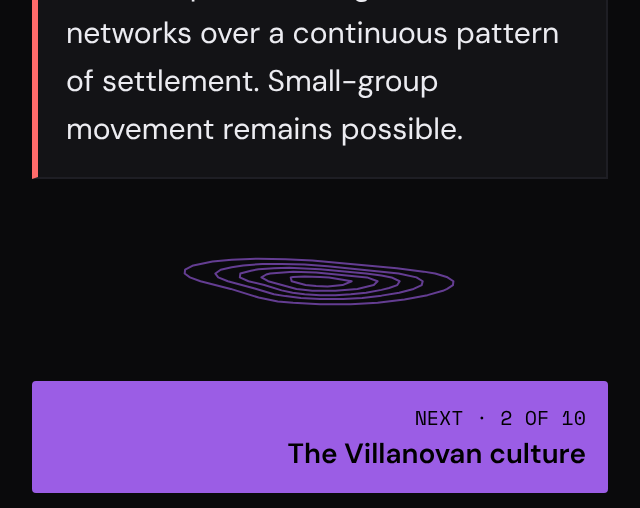 networks over a continuous pattern
of settlement. Small-group
movement remains possible.
NEXT · 2 OF 10
The Villanovan culture